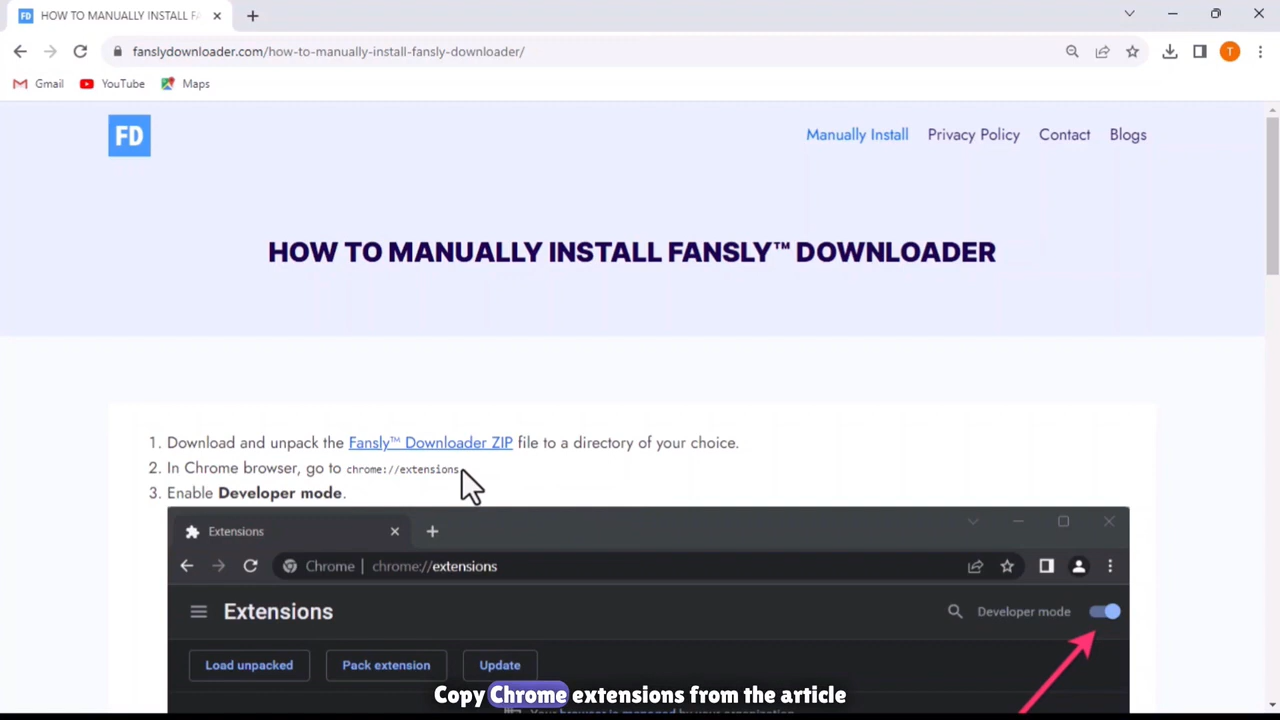 FD HOW TO MANUALLY INSTALL FA
fanslydownloader.com/how-to-manually-install-fansly-downloader/
T
Gmail YouTube Maps
FD
Manually Install Privacy Policy Contact Blogs
HOW TO MANUALLY INSTALL FANSLY™ DOWNLOADER
1. Download and unpack the Fansly™ Downloader ZIP file to a directory of your choice.
2. In Chrome browser, go to chrome://extensions
3. Enable Developer mode.
Extensions
Chrome | chrome://extensions
Extensions Developer mode
Load unpacked Pack extension Update
Copy Chrome extensions from the article